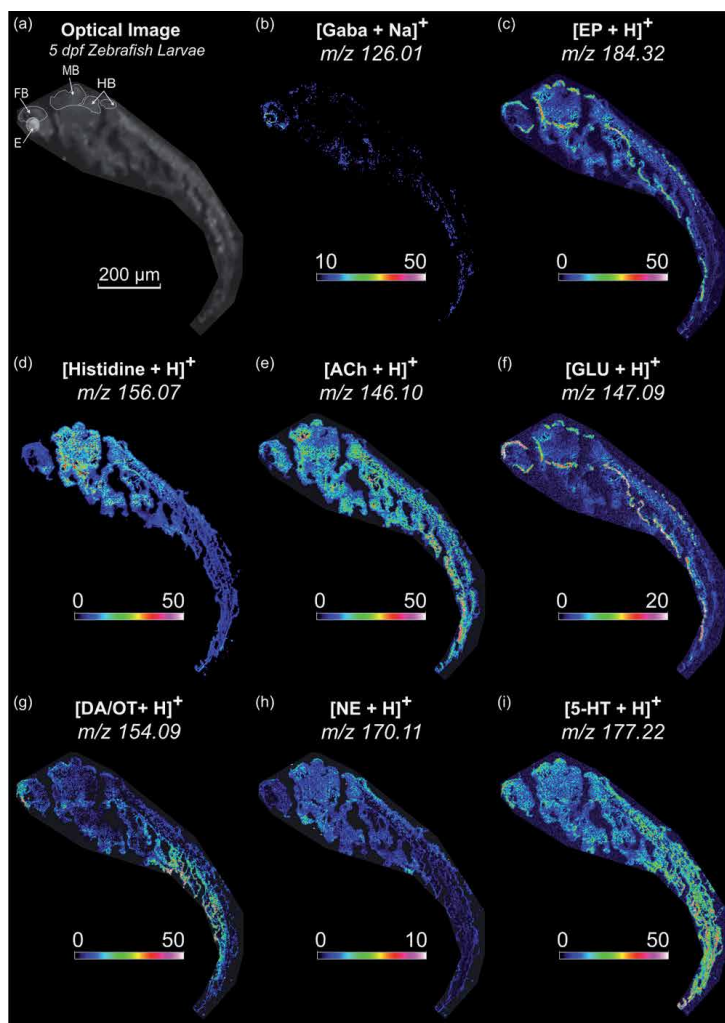 (a) Optical Image
5 dpf Zebrafish Larvae
MB
HB
FB
E
200 μm
(b) [Gaba + Na]+
m/z 126.01
10 50
(c) [EP + H]+
m/z 184.32
0 50
(d) [Histidine + H]+
m/z 156.07
0 50
(e) [ACh + H]+
m/z 146.10
0 50
(f) [GLU + H]+
m/z 147.09
0 20
(g) [DA/OT+ H]+
m/z 154.09
0 50
(h) [NE + H]+
m/z 170.11
0 10
(i) [5-HT + H]+
m/z 177.22
0 50